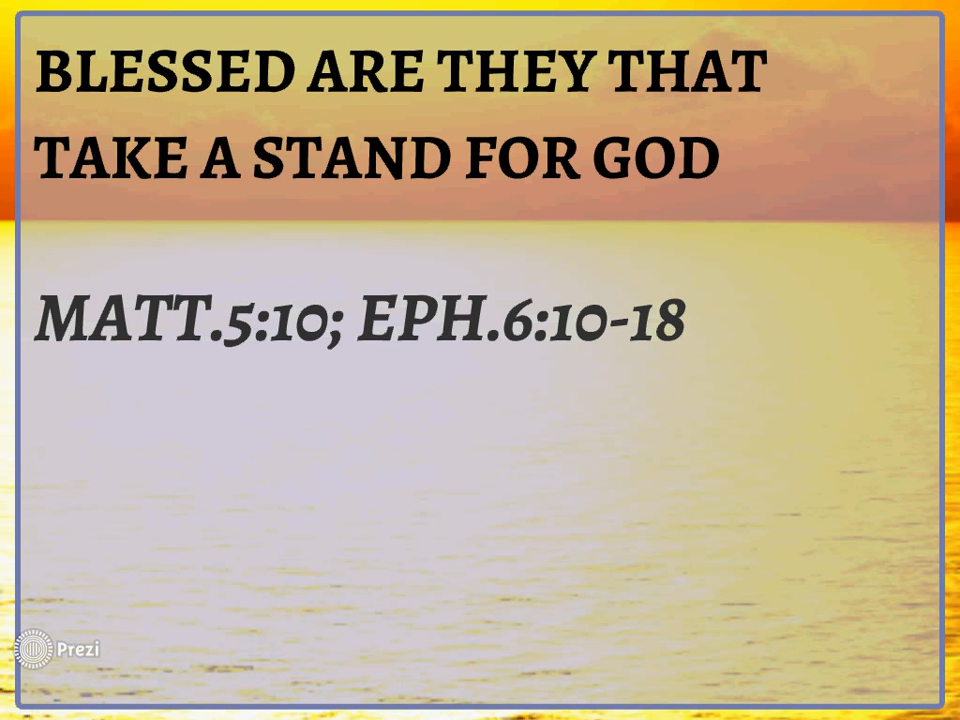 BLESSED ARE THEY THAT
TAKE A STAND FOR GOD
MATT.5:10; EPH.6:10-18
Prezi